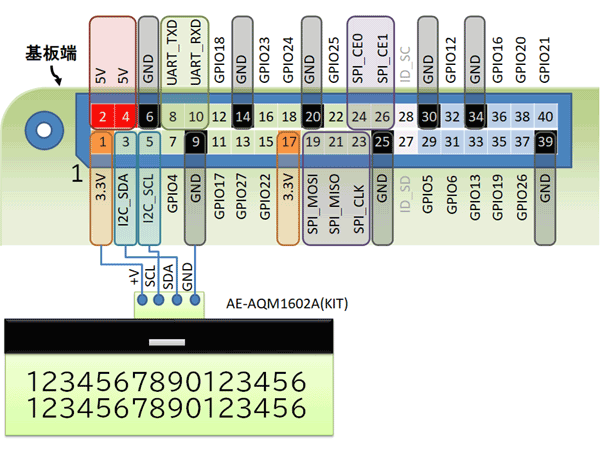 基板端
5V 5V GND UART_TXD UART_RXD GPIO18 GND GPIO23 GPIO24 GND GPIO25 SPI_CE0 SPI_CE1 ID_SC GND GPIO12 GND GPIO16 GPIO20 GPIO21
2 4 6 8 10 12 14 16 18 20 22 24 26 28 30 32 34 36 38 40
1 3 5 7 9 11 13 15 17 19 21 23 25 27 29 31 33 35 37 39
1
3.3V I2C_SDA I2C_SCL GPIO4 GND GPIO17 GPIO27 GPIO22 3.3V SPI_MOSI SPI_MISO SPI_CLK GND ID_SD GPIO5 GPIO6 GPIO13 GPIO19 GPIO26 GND
+V SCL SDA GND
AE-AQM1602A(KIT)
1234567890123456
1234567890123456